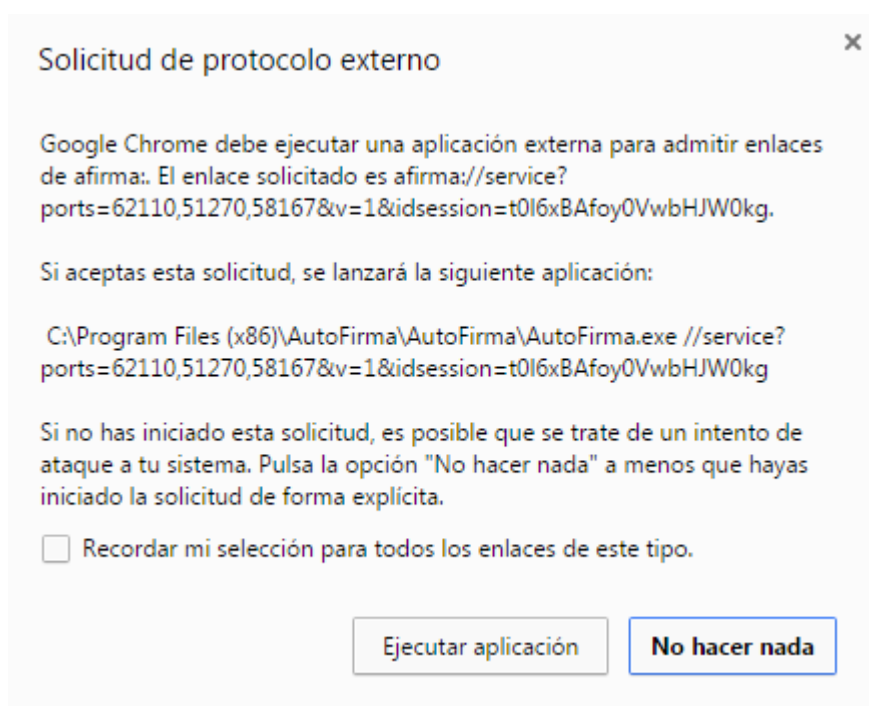 Solicitud de protocolo externo
Google Chrome debe ejecutar una aplicación externa para admitir enlaces
de afirma:. El enlace solicitado es afirma://service?
ports=62110,51270,58167&v=1&idsession=t0I6xBAfoy0VwbHJW0kg.
Si aceptas esta solicitud, se lanzará la siguiente aplicación:
C:\Program Files (x86)\AutoFirma\AutoFirma\AutoFirma.exe //service?
ports=62110,51270,58167&v=1&idsession=t0I6xBAfoy0VwbHJW0kg
Si no has iniciado esta solicitud, es posible que se trate de un intento de
ataque a tu sistema. Pulsa la opción "No hacer nada" a menos que hayas
iniciado la solicitud de forma explícita.
Recordar mi selección para todos los enlaces de este tipo.
Ejecutar aplicación
No hacer nada